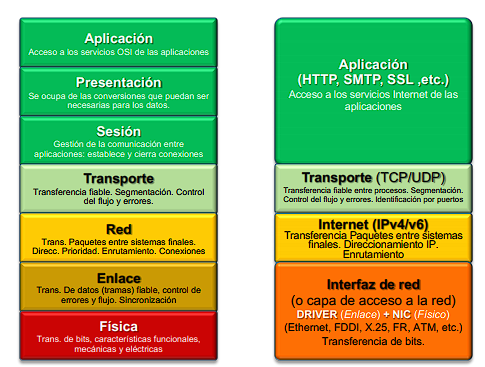 Aplicación
Acceso a los servicios OSI de las aplicaciones
Presentación
Se ocupa de las conversiones que puedan ser
necesarias para los datos.
Sesión
Gestión de la comunicación entre
aplicaciones: establece y cierra conexiones
Transporte
Transferencia fiable. Segmentación. Control
del flujo y errores.
Red
Trans. Paquetes entre sistemas finales.
Direcc. Prioridad. Enrutamiento. Conexiones
Enlace
Trans. De datos (tramas) fiable, control de
errores y flujo. Sincronización
Física
Trans. de bits, características funcionales,
mecánicas y eléctricas
Aplicación
(HTTP, SMTP, SSL ,etc.)
Acceso a los servicios Internet de las
aplicaciones
Transporte (TCP/UDP)
Transferencia fiable entre procesos. Segmentación.
Control del flujo y errores. Identificación por puertos
Internet (IPv4/v6)
Transferencia Paquetes entre sistemas
finales. Direccionamiento IP.
Enrutamiento
Interfaz de red
(o capa de acceso a la red)
DRIVER (Enlace) + NIC (Físico)
(Ethernet, FDDI, X.25, FR, ATM, etc.)
Transferencia de bits.